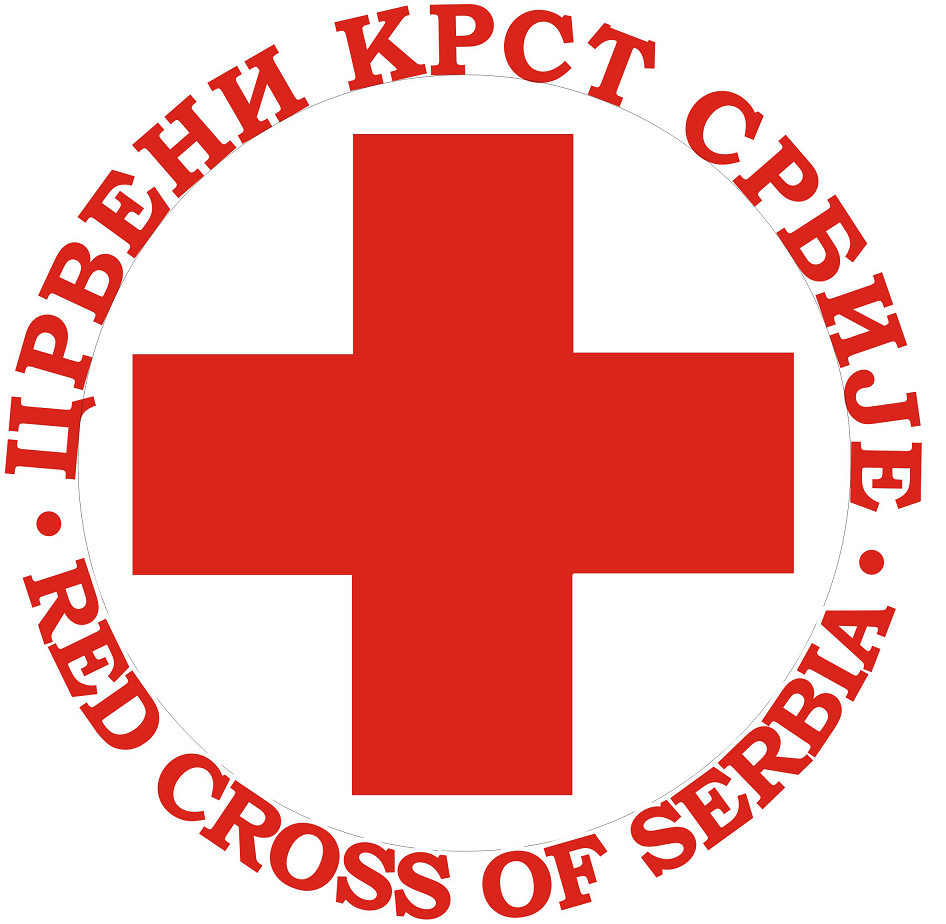 ЦРВЕНИ КРСТ СРБИЈЕ
• RED CROSS OF SERBIA •